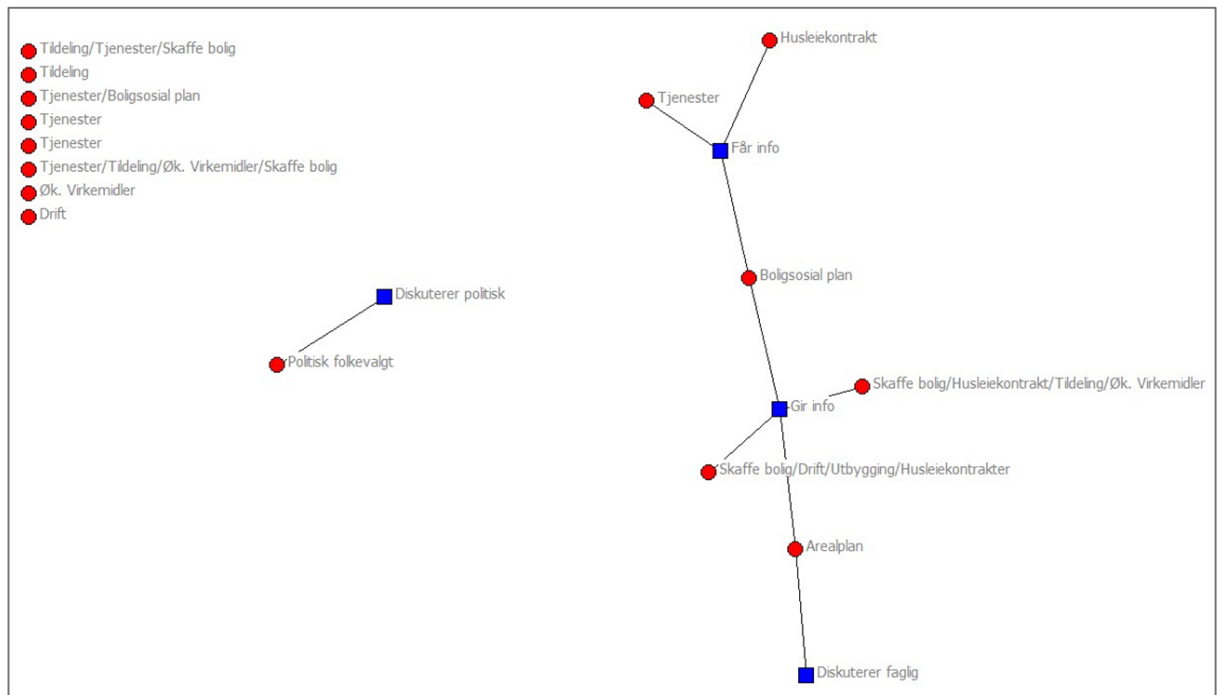 Tildeling/Tjenester/Skaffe bolig
Tildeling
Tjenester/Boligsosial plan
Tjenester
Tjenester
Tjenester/Tildeling/Øk. Virkemidler/Skaffe bolig
Øk. Virkemidler
Drift
Husleiekontrakt
Tjenester
Får info
Boligsosial plan
Diskuterer politisk
Politisk folkevalgt
Skaffe bolig/Husleiekontrakt/Tildeling/Øk. Virkemidler
Gir info
Skaffe bolig/Drift/Utbygging/Husleiekontrakter
Arealplan
Diskuterer faglig